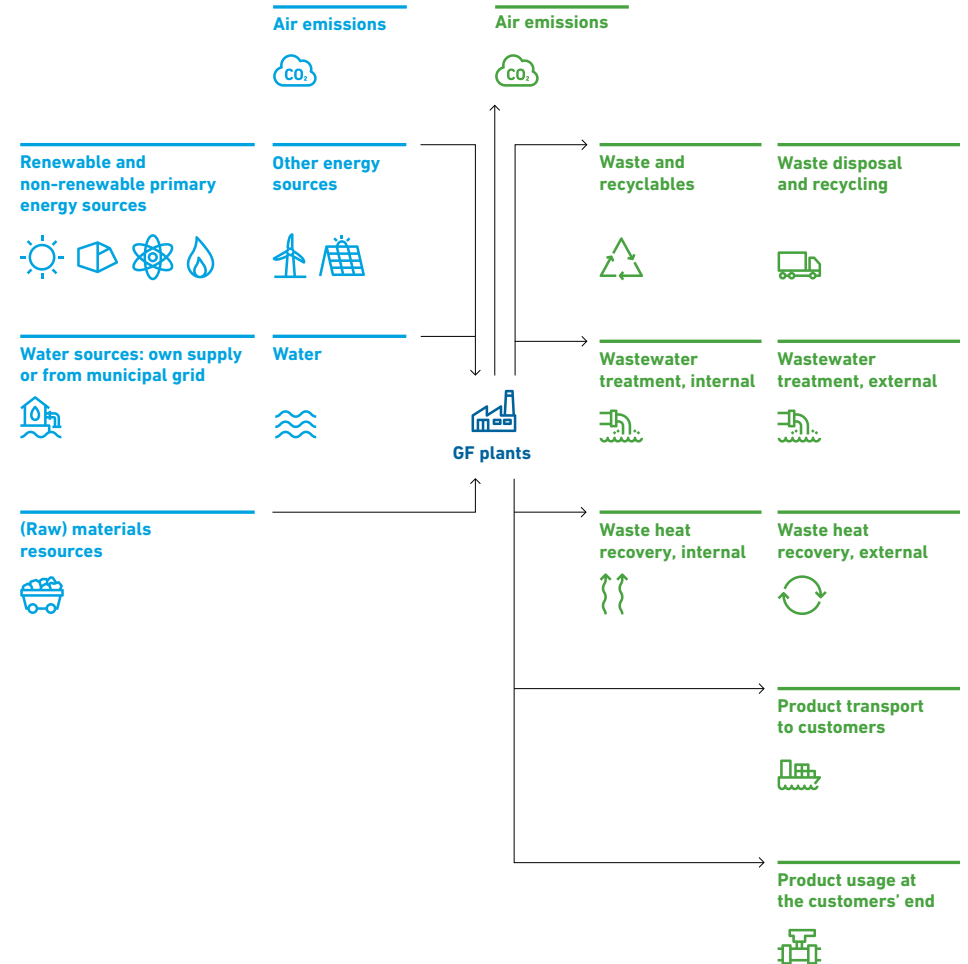 Air emissions
CO₂
Air emissions
CO₂
Renewable and
non-renewable primary
energy sources
Other energy
sources
Waste and
recyclables
Waste disposal
and recycling
Water sources: own supply
or from municipal grid
Water
Wastewater
treatment, internal
Wastewater
treatment, external
GF plants
(Raw) materials
resources
Waste heat
recovery, internal
Waste heat
recovery, external
Product transport
to customers
Product usage at
the customers’ end